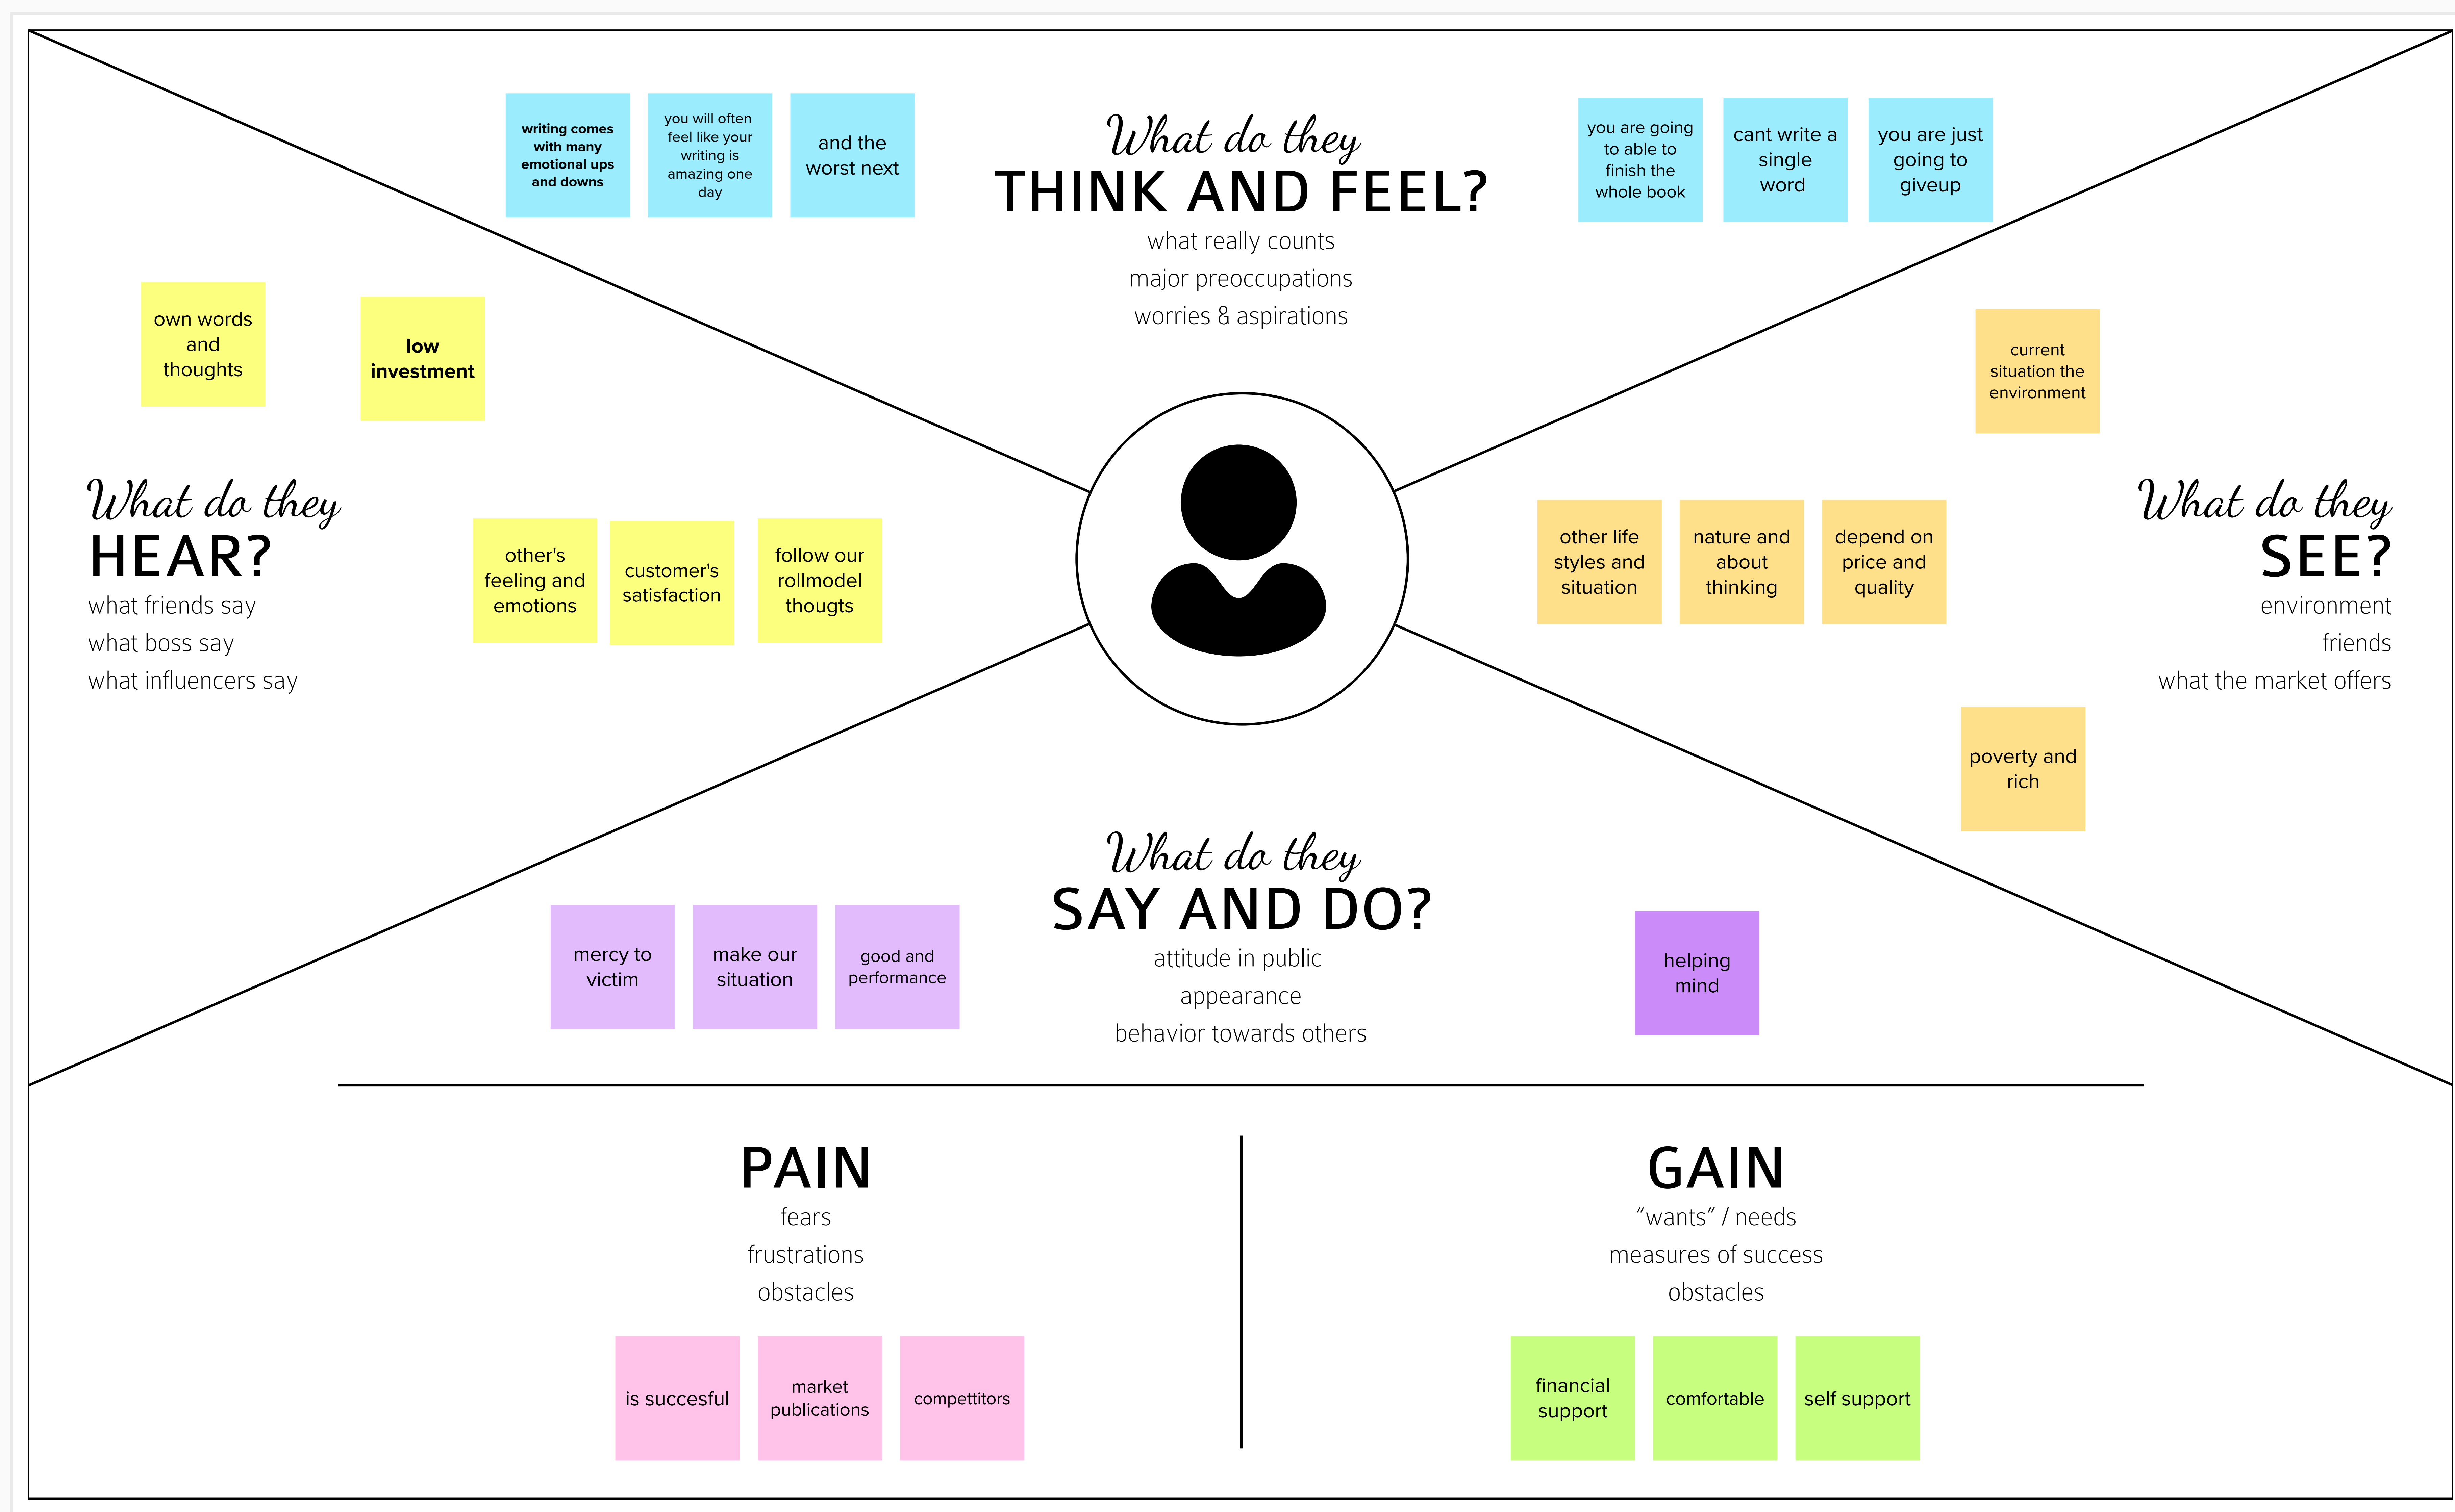 writing comes
with many
emotional ups
and downs
you will often
feel like your
writing is
amazing one
day
and the
worst next
What do they
THINK AND FEEL?
what really counts
major preoccupations
worries & aspirations
you are going
to able to
finish the
whole book
cant write a
single
word
you are just
going to
giveup
own words
and
thoughts
low
investment
What do they
HEAR?
what friends say
what boss say
what influencers say
other's
feeling and
emotions
customer's
satisfaction
follow our
rollmodel
thougts
current
situation the
environment
other life
styles and
situation
nature and
about
thinking
depend on
price and
quality
What do they
SEE?
environment
friends
what the market offers
poverty and
rich
What do they
SAY AND DO?
attitude in public
appearance
behavior towards others
mercy to
victim
make our
situation
good and
performance
helping
mind
PAIN
fears
frustrations
obstacles
is succesful
market
publications
compettitors
GAIN
“wants” / needs
measures of success
obstacles
financial
support
comfortable
self support